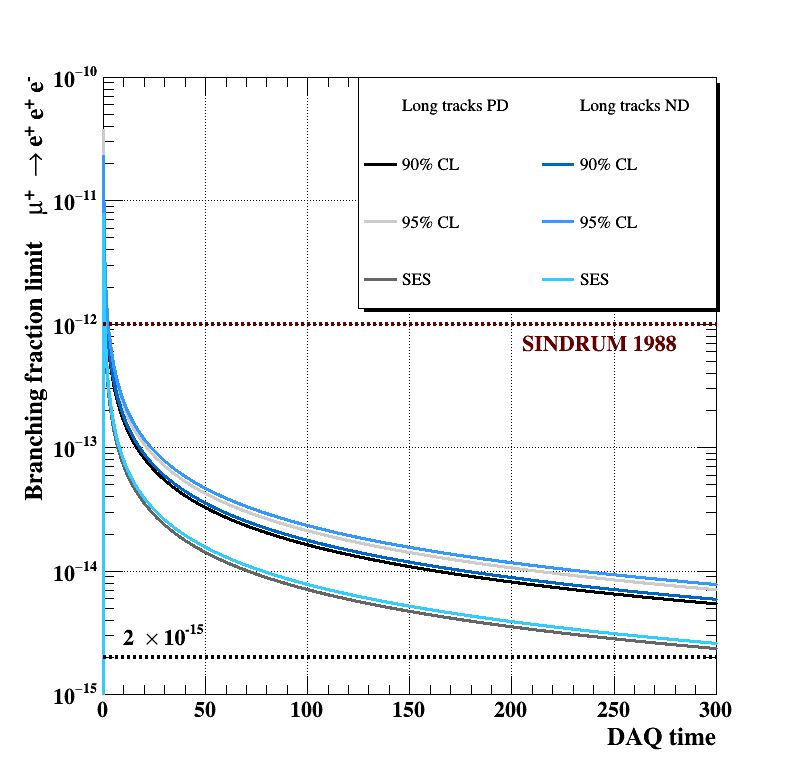 Branching fraction limit μ⁺ → e⁺ e⁺ e⁻
10⁻¹⁰
10⁻¹¹
10⁻¹²
10⁻¹³
10⁻¹⁴
10⁻¹⁵
Long tracks PD Long tracks ND
90% CL 90% CL
95% CL 95% CL
SES SES
SINDRUM 1988
2 ×10⁻¹⁵
0 50 100 150 200 250 300
DAQ time